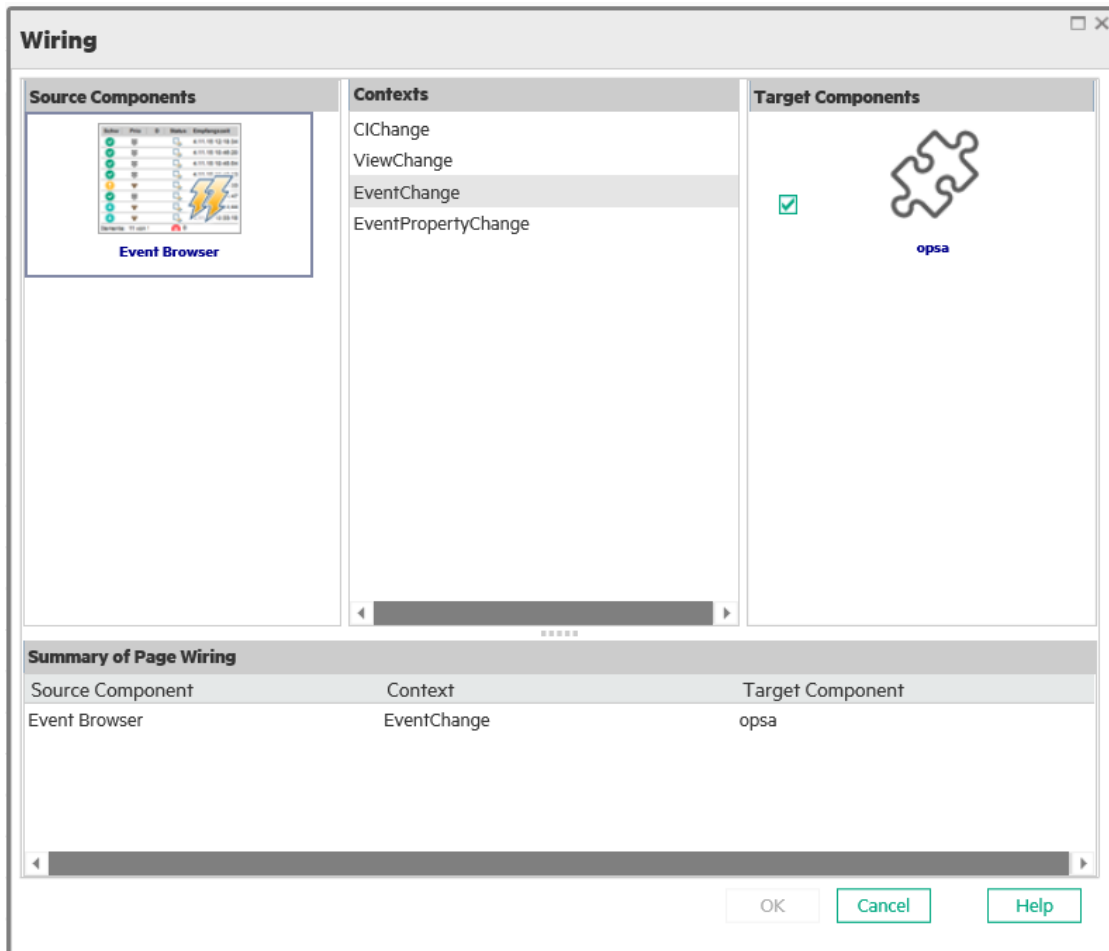 Wiring
Source Components
Contexts
Target Components
Event Browser
CIChange
ViewChange
EventChange
EventPropertyChange
opsa
Summary of Page Wiring
Source Component Context Target Component
Event Browser EventChange opsa
OK Cancel Help